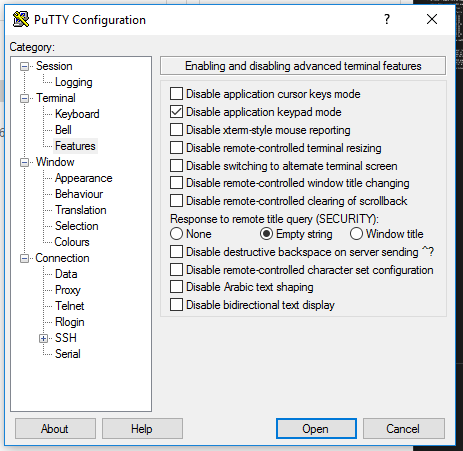 PuTTY Configuration
?
Category:
Session
Logging
Terminal
Keyboard
Bell
Features
Window
Appearance
Behaviour
Translation
Selection
Colours
Connection
Data
Proxy
Telnet
Rlogin
SSH
Serial
Enabling and disabling advanced terminal features
Disable application cursor keys mode
Disable application keypad mode
Disable xterm-style mouse reporting
Disable remote-controlled terminal resizing
Disable switching to alternate terminal screen
Disable remote-controlled window title changing
Disable remote-controlled clearing of scrollback
Response to remote title query (SECURITY):
None Empty string Window title
Disable destructive backspace on server sending ^?
Disable remote-controlled character set configuration
Disable Arabic text shaping
Disable bidirectional text display
About Help Open Cancel